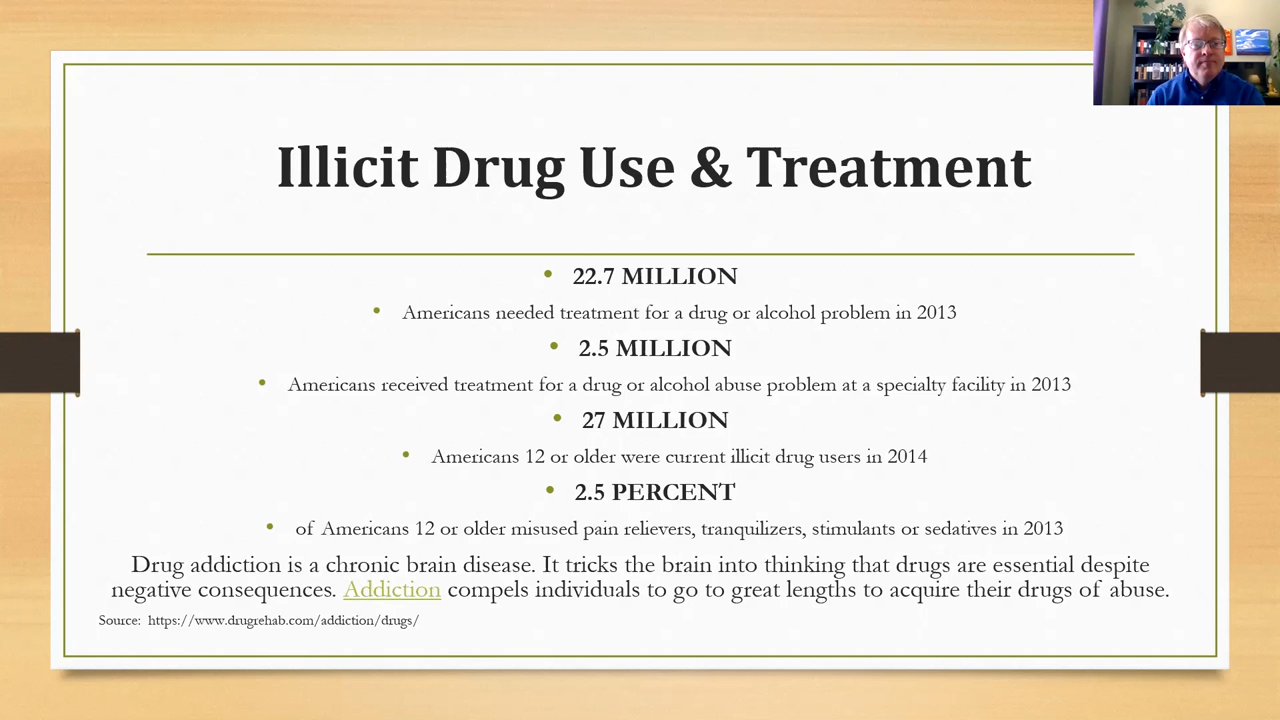 Illicit Drug Use & Treatment
• 22.7 MILLION
• Americans needed treatment for a drug or alcohol problem in 2013
• 2.5 MILLION
• Americans received treatment for a drug or alcohol abuse problem at a specialty facility in 2013
• 27 MILLION
• Americans 12 or older were current illicit drug users in 2014
• 2.5 PERCENT
• of Americans 12 or older misused pain relievers, tranquilizers, stimulants or sedatives in 2013
Drug addiction is a chronic brain disease. It tricks the brain into thinking that drugs are essential despite
negative consequences. Addiction compels individuals to go to great lengths to acquire their drugs of abuse.
Source: https://www.drugrehab.com/addiction/drugs/